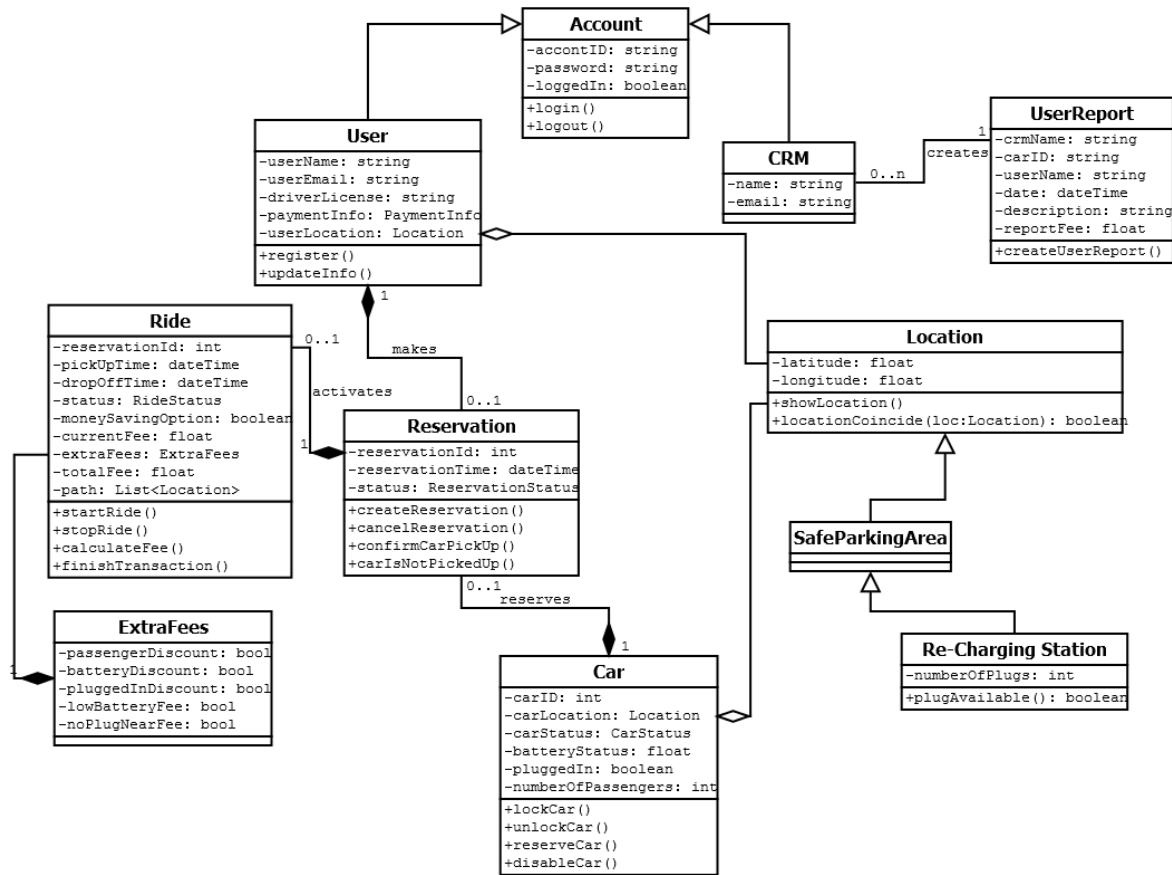 Account
-accontID: string
-password: string
-loggedIn: boolean
+login()
+logout()
User
-userName: string
-userEmail: string
-driverLicense: string
-paymentInfo: PaymentInfo
-userLocation: Location
+register()
+updateInfo()
CRM
-name: string
-email: string
0..n
creates
1
UserReport
-crmName: string
-carID: string
-userName: string
-date: dateTime
-description: string
-reportFee: float
+createUserReport()
1
makes
0..1
Ride
-reservationId: int
-pickUpTime: dateTime
-dropOffTime: dateTime
-status: RideStatus
-moneySavingOption: boolean
-currentFee: float
-extraFees: ExtraFees
-totalFee: float
-path: List<Location>
+startRide()
+stopRide()
+calculateFee()
+finishTransaction()
0..1
activates
1
Reservation
-reservationId: int
-reservationTime: dateTime
-status: ReservationStatus
+createReservation()
+cancelReservation()
+confirmCarPickUp()
+carIsNotPickedUp()
Location
-latitude: float
-longitude: float
+showLocation()
+locationCoincide(loc:Location): boolean
SafeParkingArea
Re-Charging Station
-numberOfPlugs: int
+plugAvailable(): boolean
0..1
reserves
1
ExtraFees
-passengerDiscount: bool
-batteryDiscount: bool
-pluggedInDiscount: bool
-lowBatteryFee: bool
-noPlugNearFee: bool
1
Car
-carID: int
-carLocation: Location
-carStatus: CarStatus
-batteryStatus: float
-pluggedIn: boolean
-numberOfPassengers: int
+lockCar()
+unlockCar()
+reserveCar()
+disableCar()